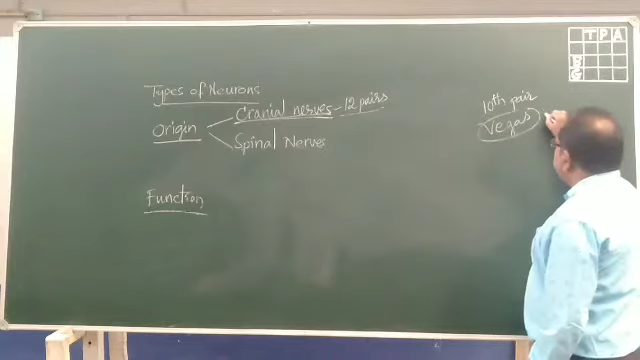 T P A
B
G
Types of Neurons
Cranial nerves - 12 pairs
Origin
Spinal Nerves
Function
10th pair
Vegas